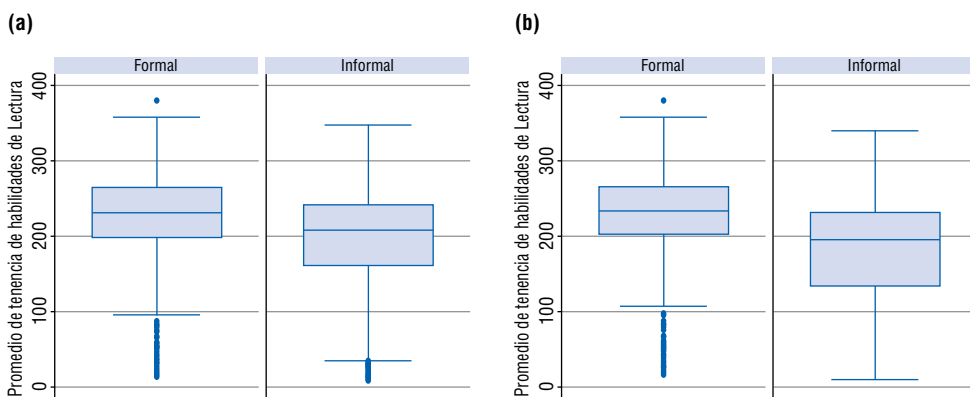 (a)
Formal
Informal
Promedio de tenencia de habilidades de Lectura
400
300
200
100
0
(b)
Formal
Informal
Promedio de tenencia de habilidades de Lectura
400
300
200
100
0